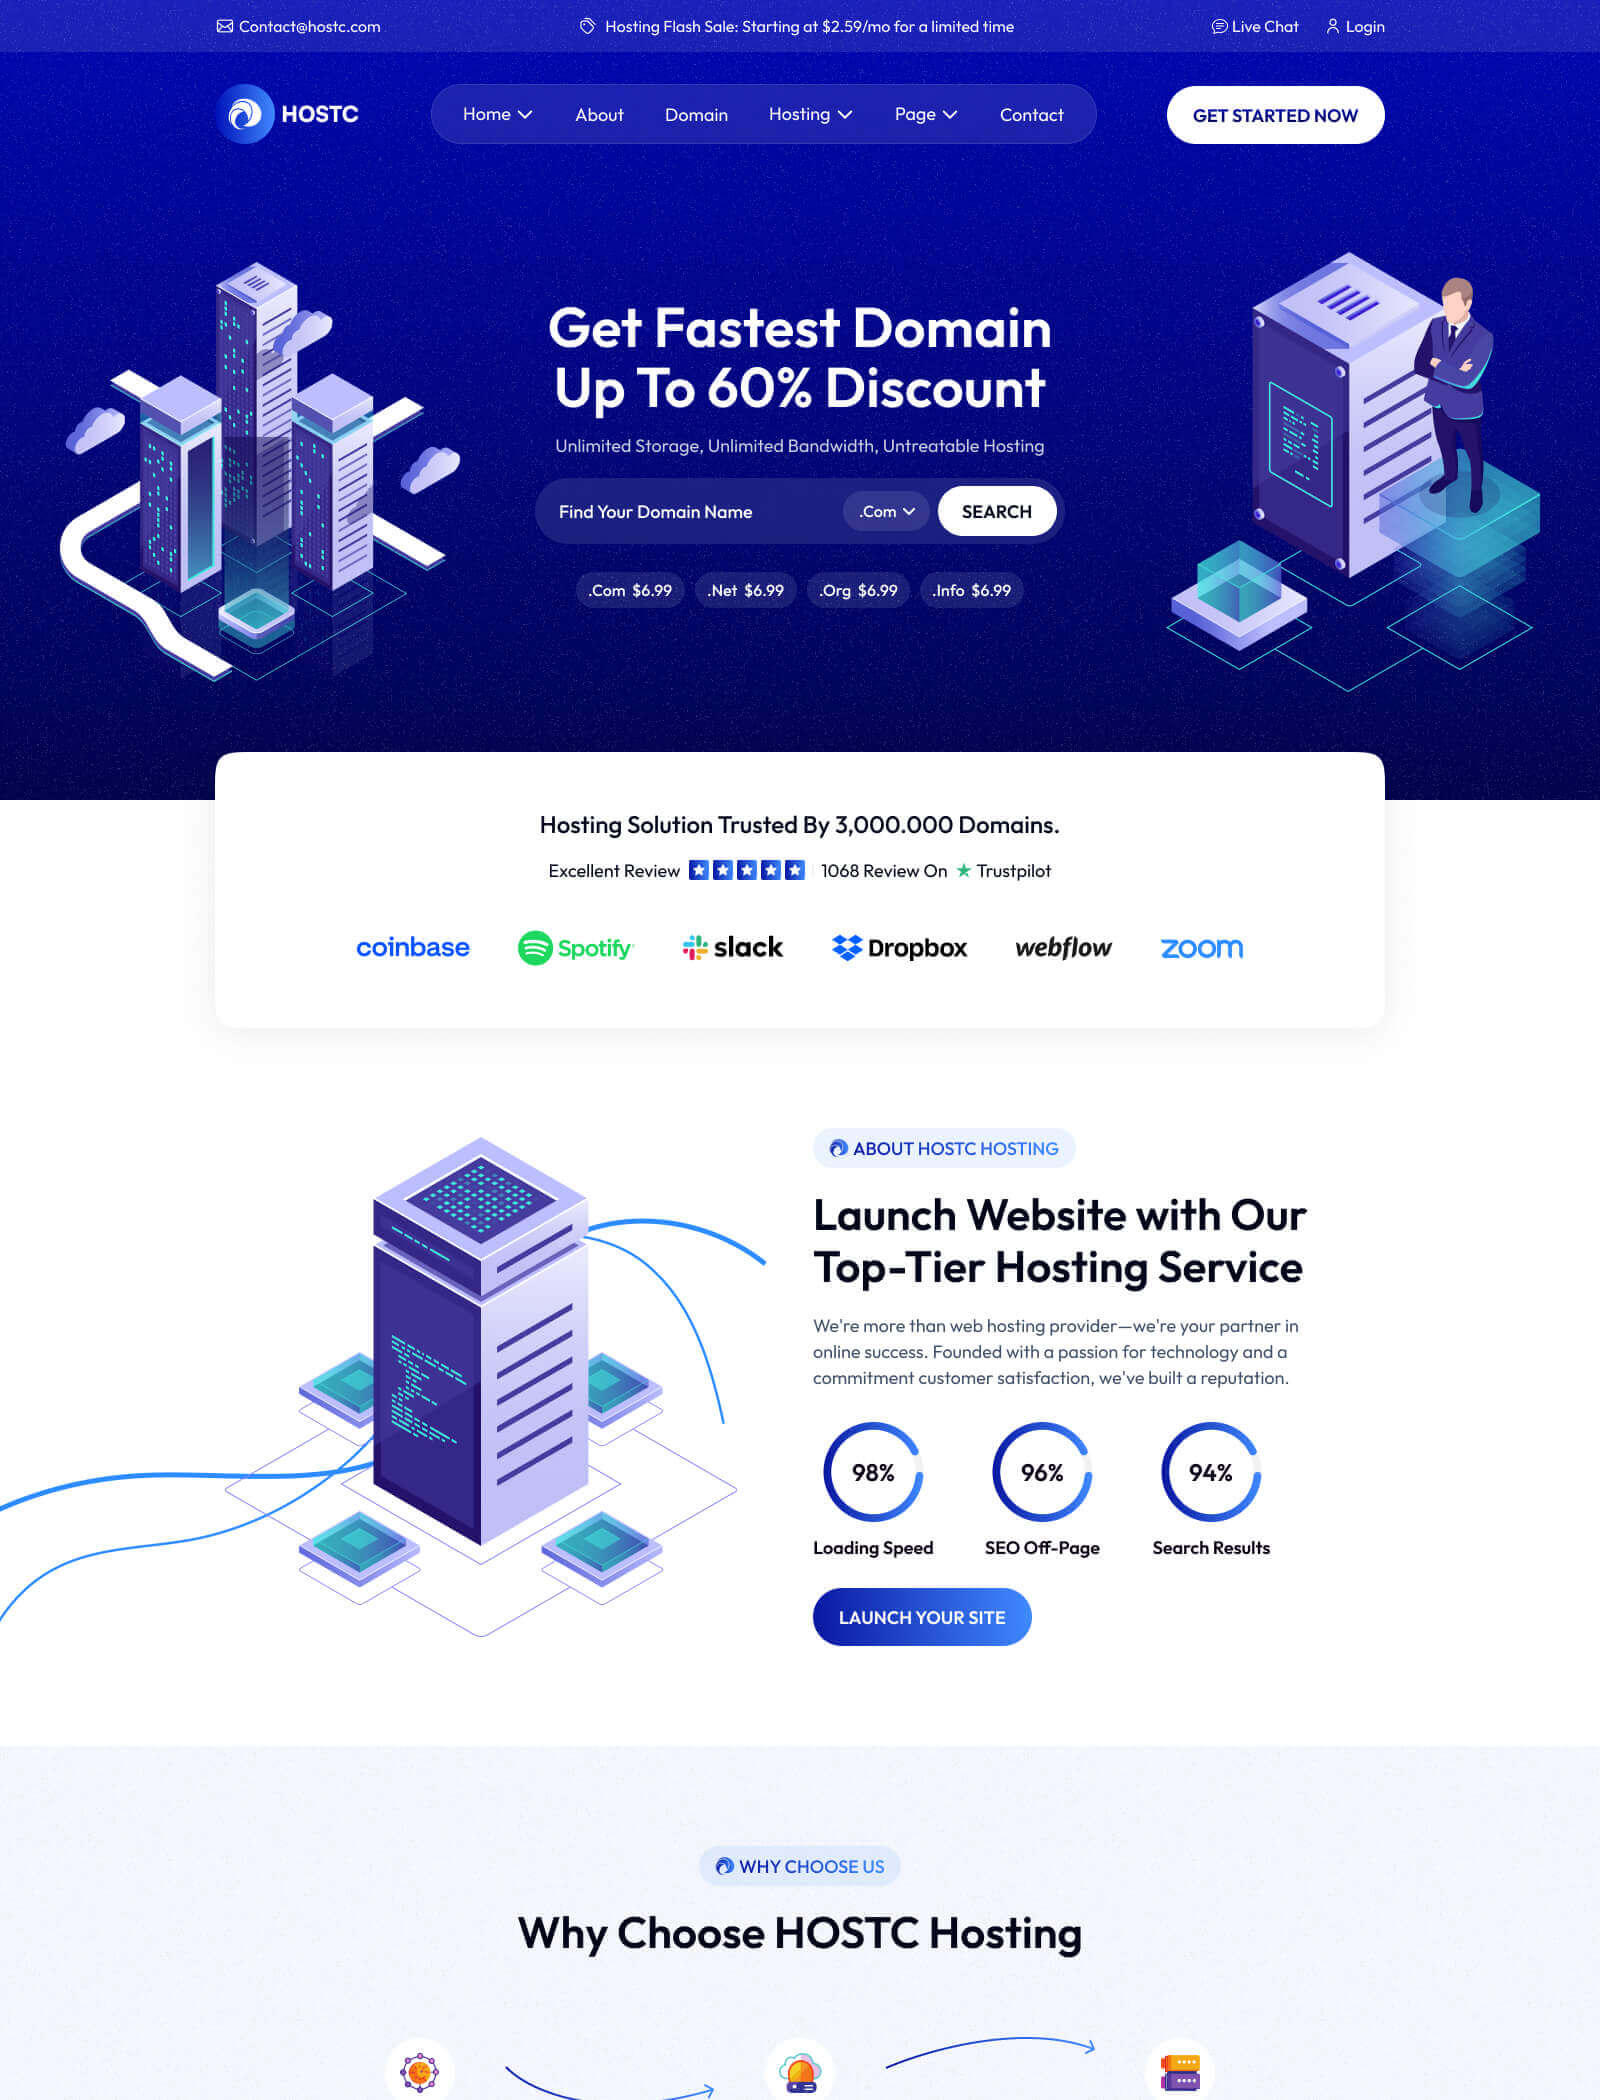 Contact@hostc.com
Hosting Flash Sale: Starting at $2.59/mo for a limited time
Live Chat
Login
HOSTC
Home
About
Domain
Hosting
Page
Contact
GET STARTED NOW
Get Fastest Domain
Up To 60% Discount
Unlimited Storage, Unlimited Bandwidth, Untreatable Hosting
Find Your Domain Name
.Com
SEARCH
.Com $6.99
.Net $6.99
.Org $6.99
.Info $6.99
Hosting Solution Trusted By 3,000.000 Domains.
Excellent Review
1068 Review On
Trustpilot
coinbase
Spotify
slack
Dropbox
webflow
zoom
ABOUT HOSTC HOSTING
Launch Website with Our
Top-Tier Hosting Service
We're more than web hosting provider—we're your partner in
online success. Founded with a passion for technology and a
commitment customer satisfaction, we've built a reputation.
98%
96%
94%
Loading Speed
SEO Off-Page
Search Results
LAUNCH YOUR SITE
WHY CHOOSE US
Why Choose HOSTC Hosting